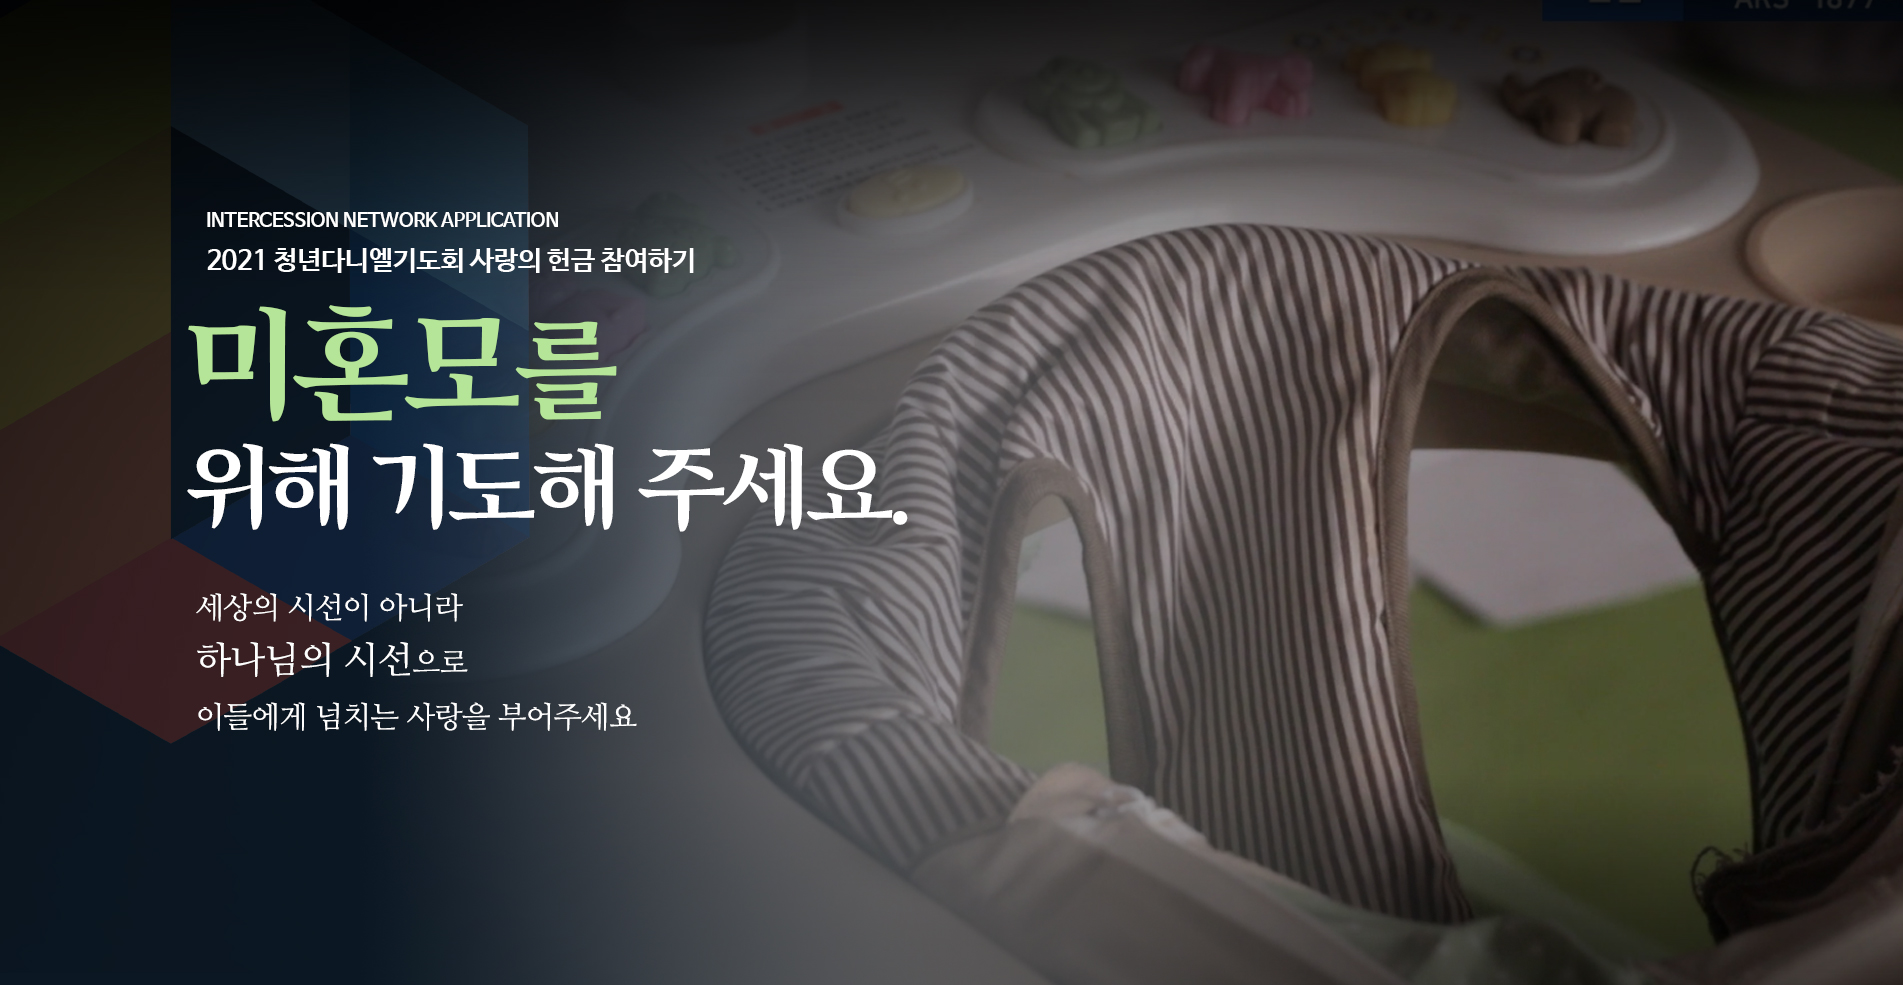 ARS 1877
INTERCESSION NETWORK APPLICATION
2021 청년다니엘기도회 사랑의 헌금 참여하기
미혼모를
위해 기도해 주세요.
세상의 시선이 아니라
하나님의 시선으로
이들에게 넘치는 사랑을 부어주세요